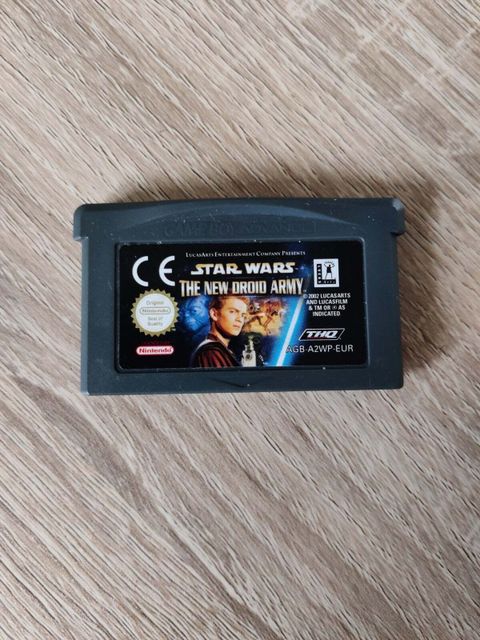 GAME BOY ADVANCE
LUCASARTS ENTERTAINMENT COMPANY PRESENTS
CE
STAR WARS
THE NEW DROID ARMY
Original
Nintendo
Seal of
Quality
Nintendo
© 2002 LUCASARTS
AND LUCASFILM
& TM OR ® AS
INDICATED
THQ
AGB-A2WP-EUR